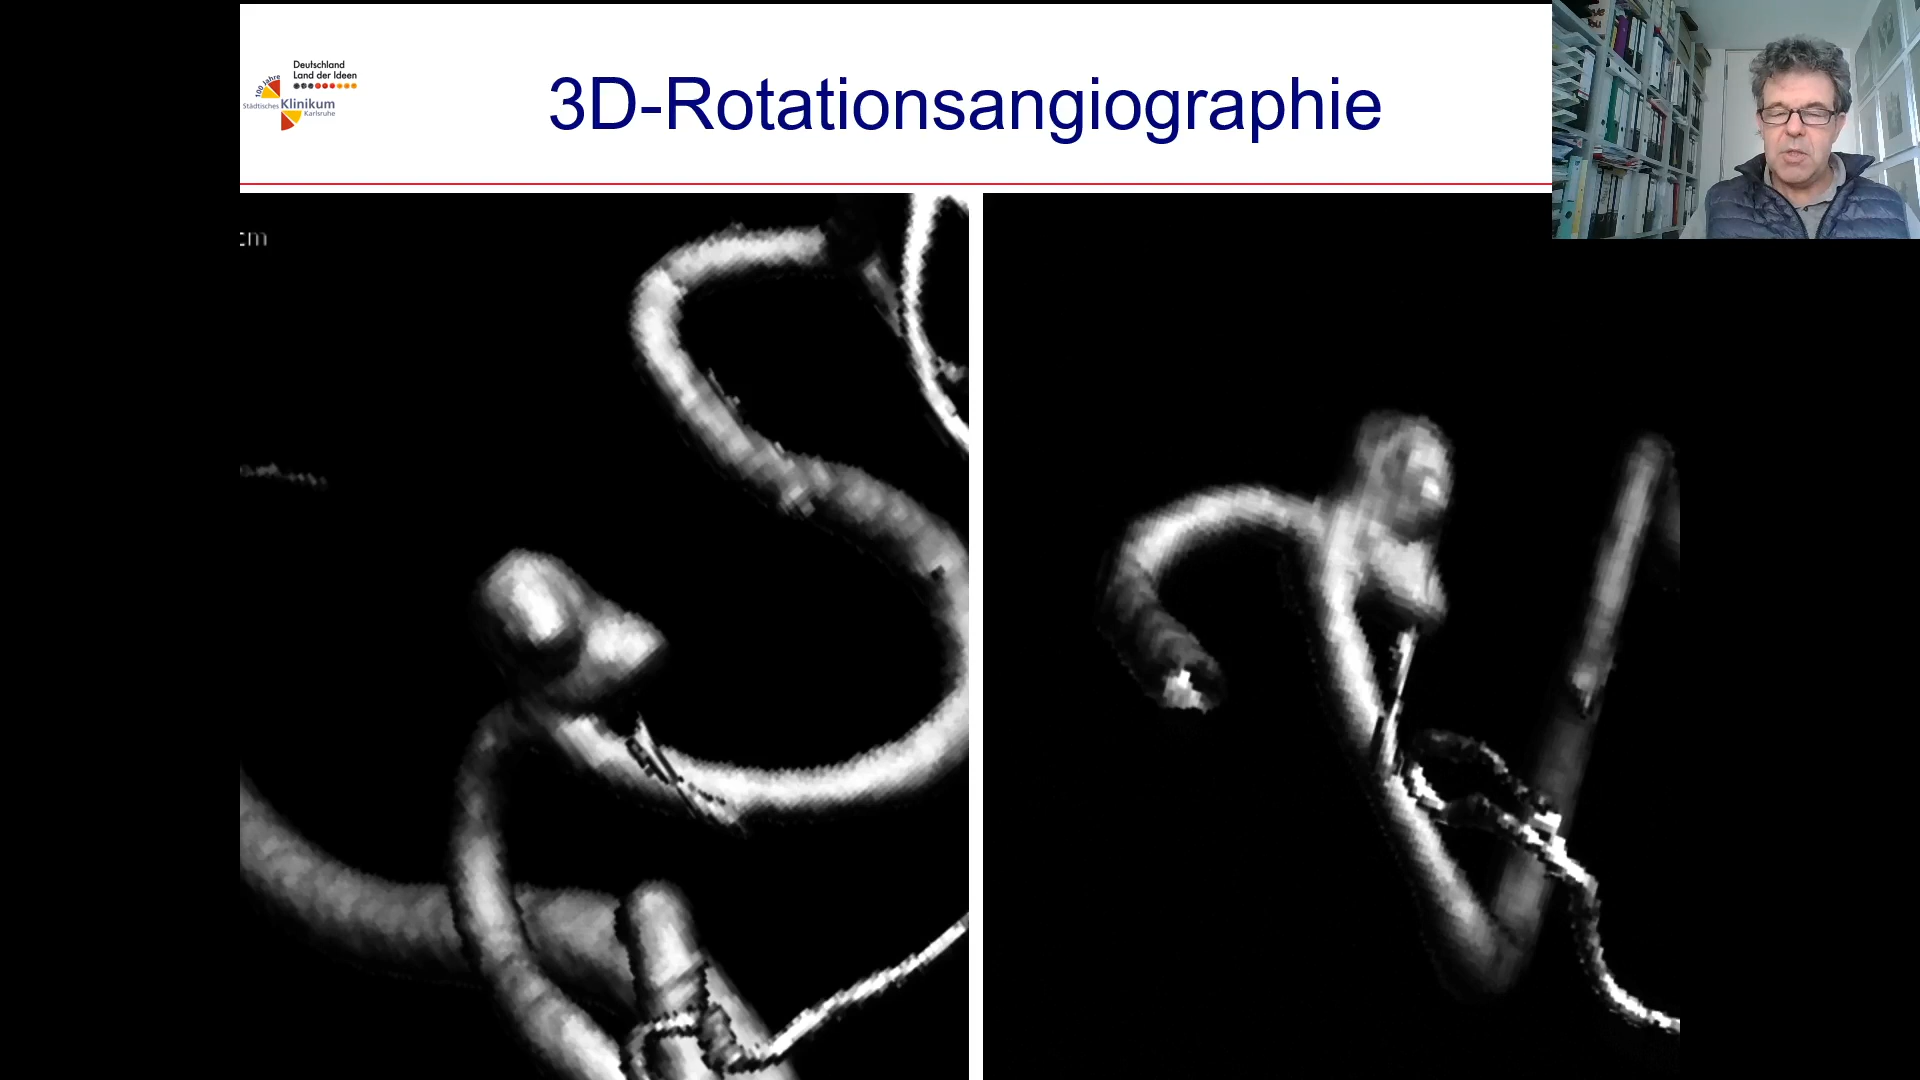 Deutschland
Land der Ideen
100 Jahre
Städtisches Klinikum
Karlsruhe
3D-Rotationsangiographie
cm